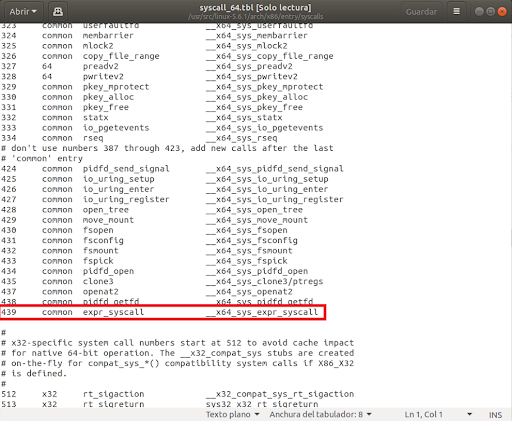 Abrir syscall_64.tbl [Solo lectura] Guardar
/usr/src/linux-5.6.1/arch/x86/entry/syscalls
323 common userfaultfd __x64_sys_userfaultfd
324 common membarrier __x64_sys_membarrier
325 common mlock2 __x64_sys_mlock2
326 common copy_file_range __x64_sys_copy_file_range
327 64 preadv2 __x64_sys_preadv2
328 64 pwritev2 __x64_sys_pwritev2
329 common pkey_mprotect __x64_sys_pkey_mprotect
330 common pkey_alloc __x64_sys_pkey_alloc
331 common pkey_free __x64_sys_pkey_free
332 common statx __x64_sys_statx
333 common io_pgetevents __x64_sys_io_pgetevents
334 common rseq __x64_sys_rseq
# don't use numbers 387 through 423, add new calls after the last
# 'common' entry
424 common pidfd_send_signal __x64_sys_pidfd_send_signal
425 common io_uring_setup __x64_sys_io_uring_setup
426 common io_uring_enter __x64_sys_io_uring_enter
427 common io_uring_register __x64_sys_io_uring_register
428 common open_tree __x64_sys_open_tree
429 common move_mount __x64_sys_move_mount
430 common fsopen __x64_sys_fsopen
431 common fsconfig __x64_sys_fsconfig
432 common fsmount __x64_sys_fsmount
433 common fspick __x64_sys_fspick
434 common pidfd_open __x64_sys_pidfd_open
435 common clone3 __x64_sys_clone3/ptregs
437 common openat2 __x64_sys_openat2
438 common pidfd_getfd __x64_sys_pidfd_getfd
439 common expr_syscall __x64_sys_expr_syscall
#
# x32-specific system call numbers start at 512 to avoid cache impact
# for native 64-bit operation. The __x32_compat_sys stubs are created
# on-the-fly for compat_sys_*() compatibility system calls if X86_X32
# is defined.
#
512 x32 rt_sigaction __x32_compat_sys_rt_sigaction
513 x32 rt_sigreturn sys32_x32_rt_sigreturn
Texto plano Anchura del tabulador: 8 Ln 1, Col 1 INS